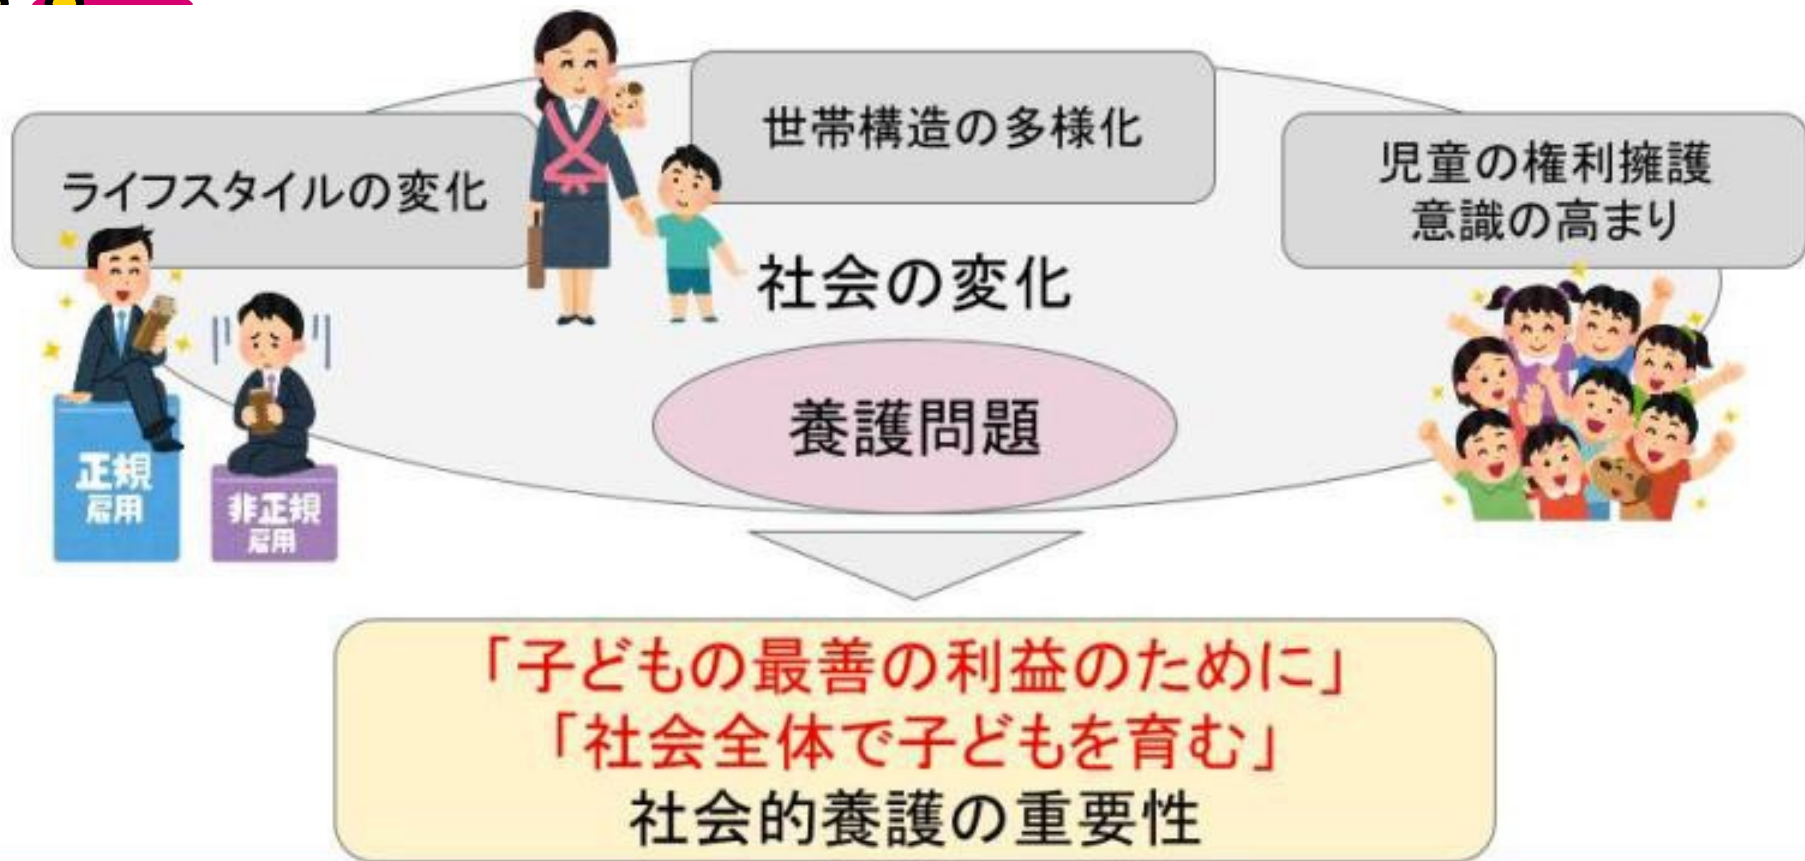 世帯構造の多様化
ライフスタイルの変化
児童の権利擁護
意識の高まり
社会の変化
養護問題
正規
雇用
非正規
雇用
「子どもの最善の利益のために」
「社会全体で子どもを育む」
社会的養護の重要性